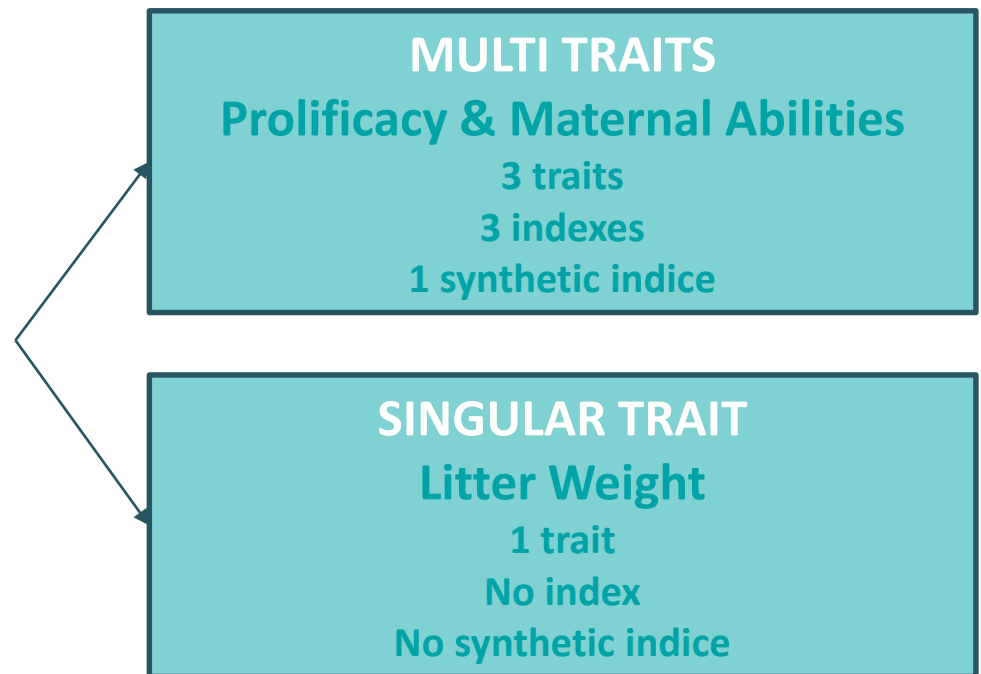 MULTI TRAITS
Prolificacy & Maternal Abilities
3 traits
3 indexes
1 synthetic indice
SINGULAR TRAIT
Litter Weight
1 trait
No index
No synthetic indice